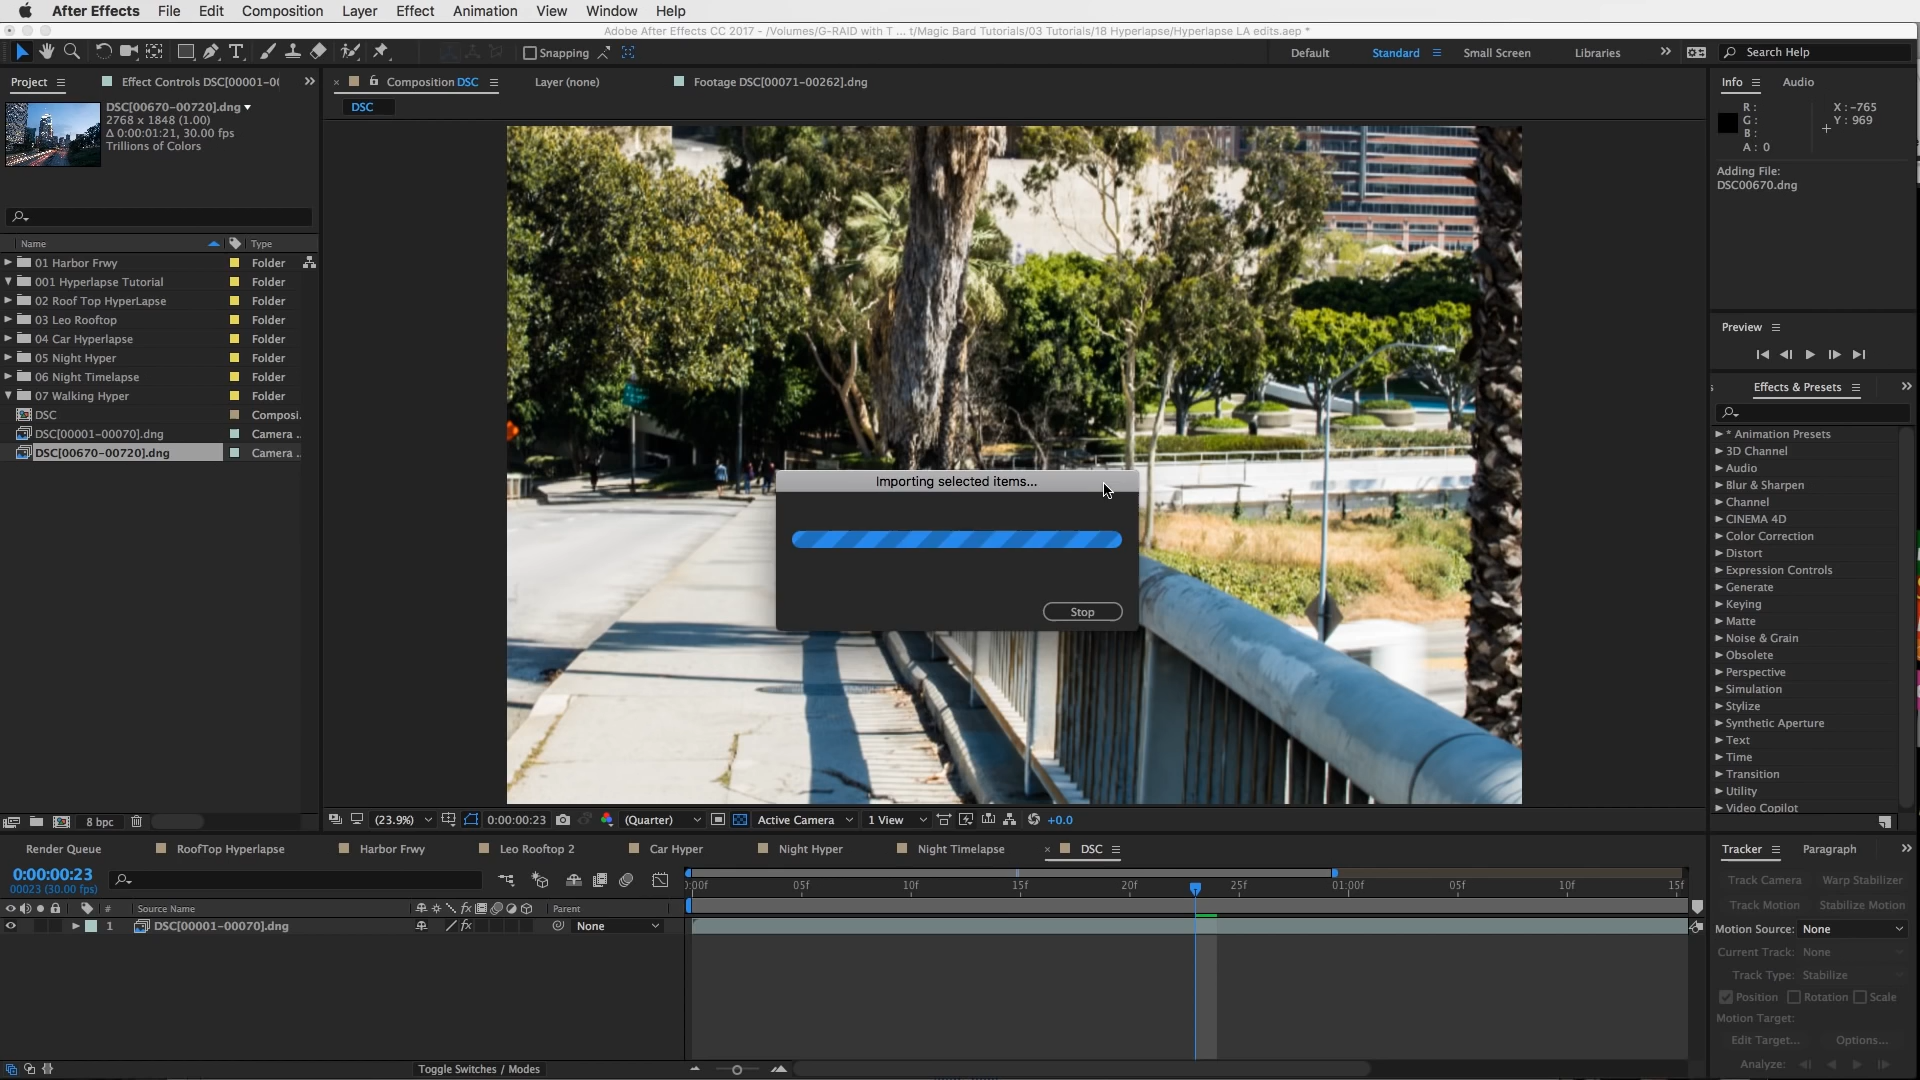 After Effects File Edit Composition Layer Effect Animation View Window Help
Adobe After Effects CC 2017 - /Volumes/G-RAID with T ... t/Magic Bard Tutorials/03 Tutorials/18 Hyperlapse/Hyperlapse LA edits.aep *
Snapping Default Standard Small Screen Libraries Search Help
Project Effect Controls DSC[00001-00 Composition DSC Layer (none) Footage DSC[00071-00262].dng Info Audio
DSC
DSC[00670-00720].dng
2768 x 1848 (1.00)
Δ 0:00:01:21, 30.00 fps
Trillions of Colors
R:
G:
B:
A: 0
X: -765
Y: 969
Adding File:
DSC00670.dng
Name Type
01 Harbor Frwy Folder
001 Hyperlapse Tutorial Folder
02 Roof Top HyperLapse Folder
03 Leo Rooftop Folder
04 Car Hyperlapse Folder
05 Night Hyper Folder
06 Night Timelapse Folder
07 Walking Hyper Folder
DSC Composi.
DSC[00001-00070].dng Camera ..
DSC[00670-00720].dng Camera ..
Importing selected items...
Stop
Preview
Effects & Presets
* Animation Presets
3D Channel
Audio
Blur & Sharpen
Channel
CINEMA 4D
Color Correction
Distort
Expression Controls
Generate
Keying
Matte
Noise & Grain
Obsolete
Perspective
Simulation
Stylize
Synthetic Aperture
Text
Time
Transition
Utility
Video Copilot
8 bpc
(23.9%) 0:00:00:23 (Quarter) Active Camera 1 View +0.0
Render Queue RoofTop Hyperlapse Harbor Frwy Leo Rooftop 2 Car Hyper Night Hyper Night Timelapse DSC
0:00:00:23
00023 (30.00 fps)
):00f 05f 10f 15f 20f 25f 01:00f 05f 10f 15f
# Source Name Parent
1 DSC[00001-00070].dng None
Toggle Switches / Modes
Tracker Paragraph
Track Camera Warp Stabilizer
Track Motion Stabilize Motion
Motion Source: None
Current Track: None
Track Type: Stabilize
Position Rotation Scale
Motion Target:
Edit Target... Options...
Analyze: